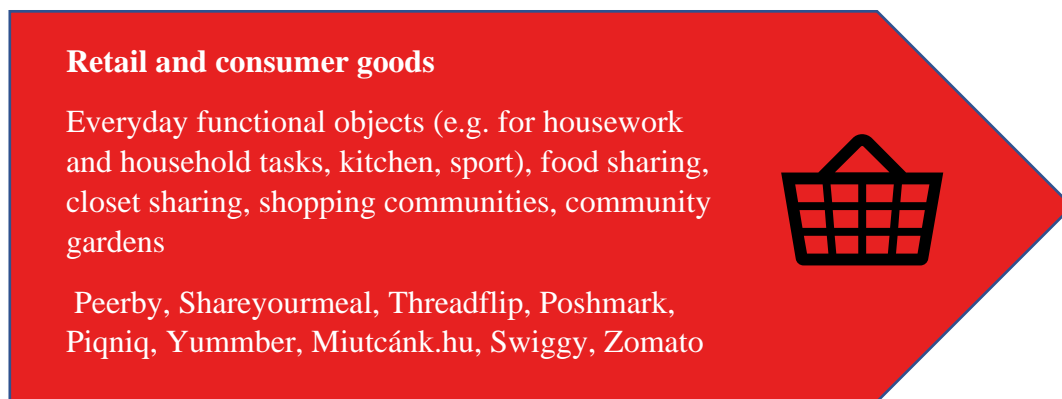 Retail and consumer goods
Everyday functional objects (e.g. for housework
and household tasks, kitchen, sport), food sharing,
closet sharing, shopping communities, community
gardens
Peerby, Shareyourmeal, Threadflip, Poshmark,
Piqniq, Yummber, Miutcánk.hu, Swiggy, Zomato